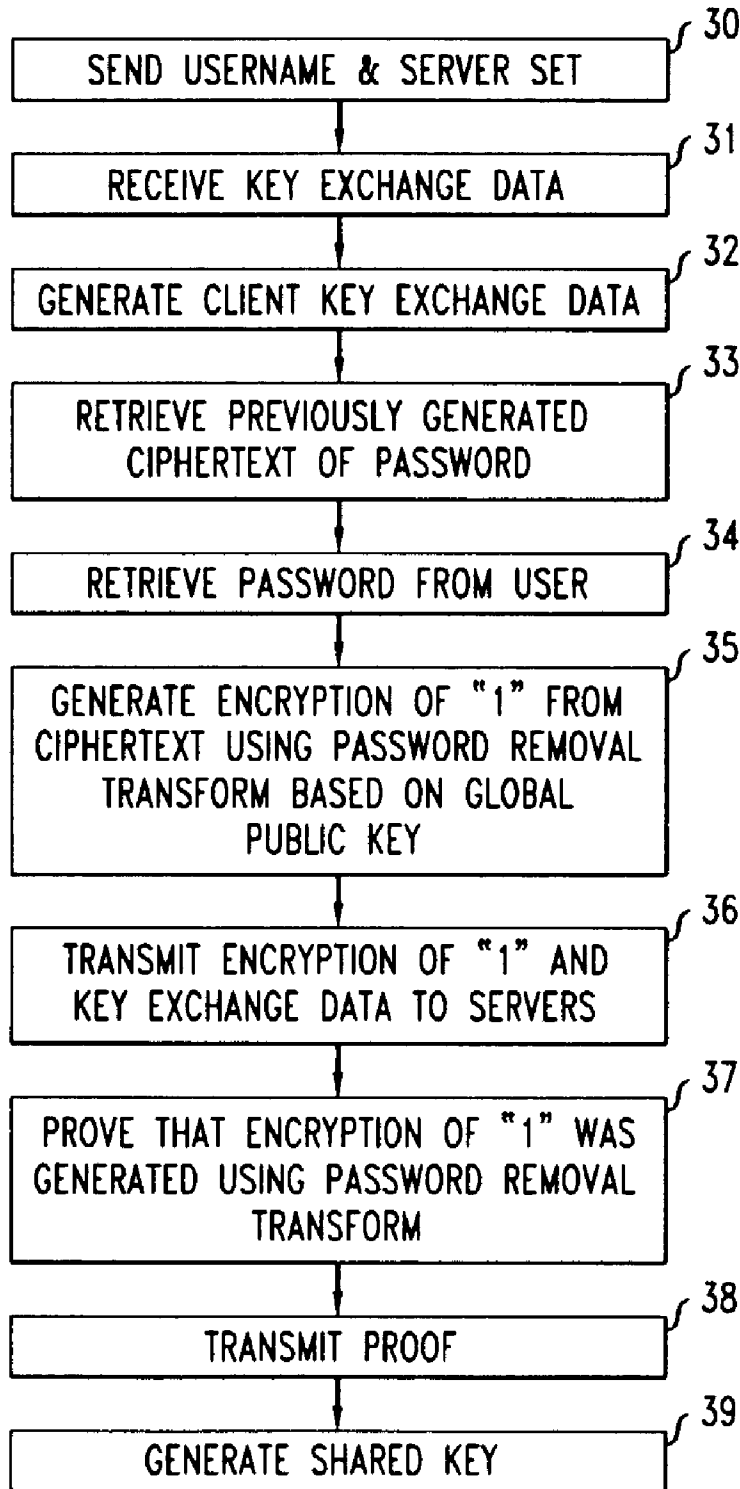 30
SEND USERNAME & SERVER SET
31
RECEIVE KEY EXCHANGE DATA
32
GENERATE CLIENT KEY EXCHANGE DATA
33
RETRIEVE PREVIOUSLY GENERATED
CIPHERTEXT OF PASSWORD
34
RETRIEVE PASSWORD FROM USER
35
GENERATE ENCRYPTION OF "1" FROM
CIPHERTEXT USING PASSWORD REMOVAL
TRANSFORM BASED ON GLOBAL
PUBLIC KEY
36
TRANSMIT ENCRYPTION OF "1" AND
KEY EXCHANGE DATA TO SERVERS
37
PROVE THAT ENCRYPTION OF "1" WAS
GENERATED USING PASSWORD REMOVAL
TRANSFORM
38
TRANSMIT PROOF
39
GENERATE SHARED KEY